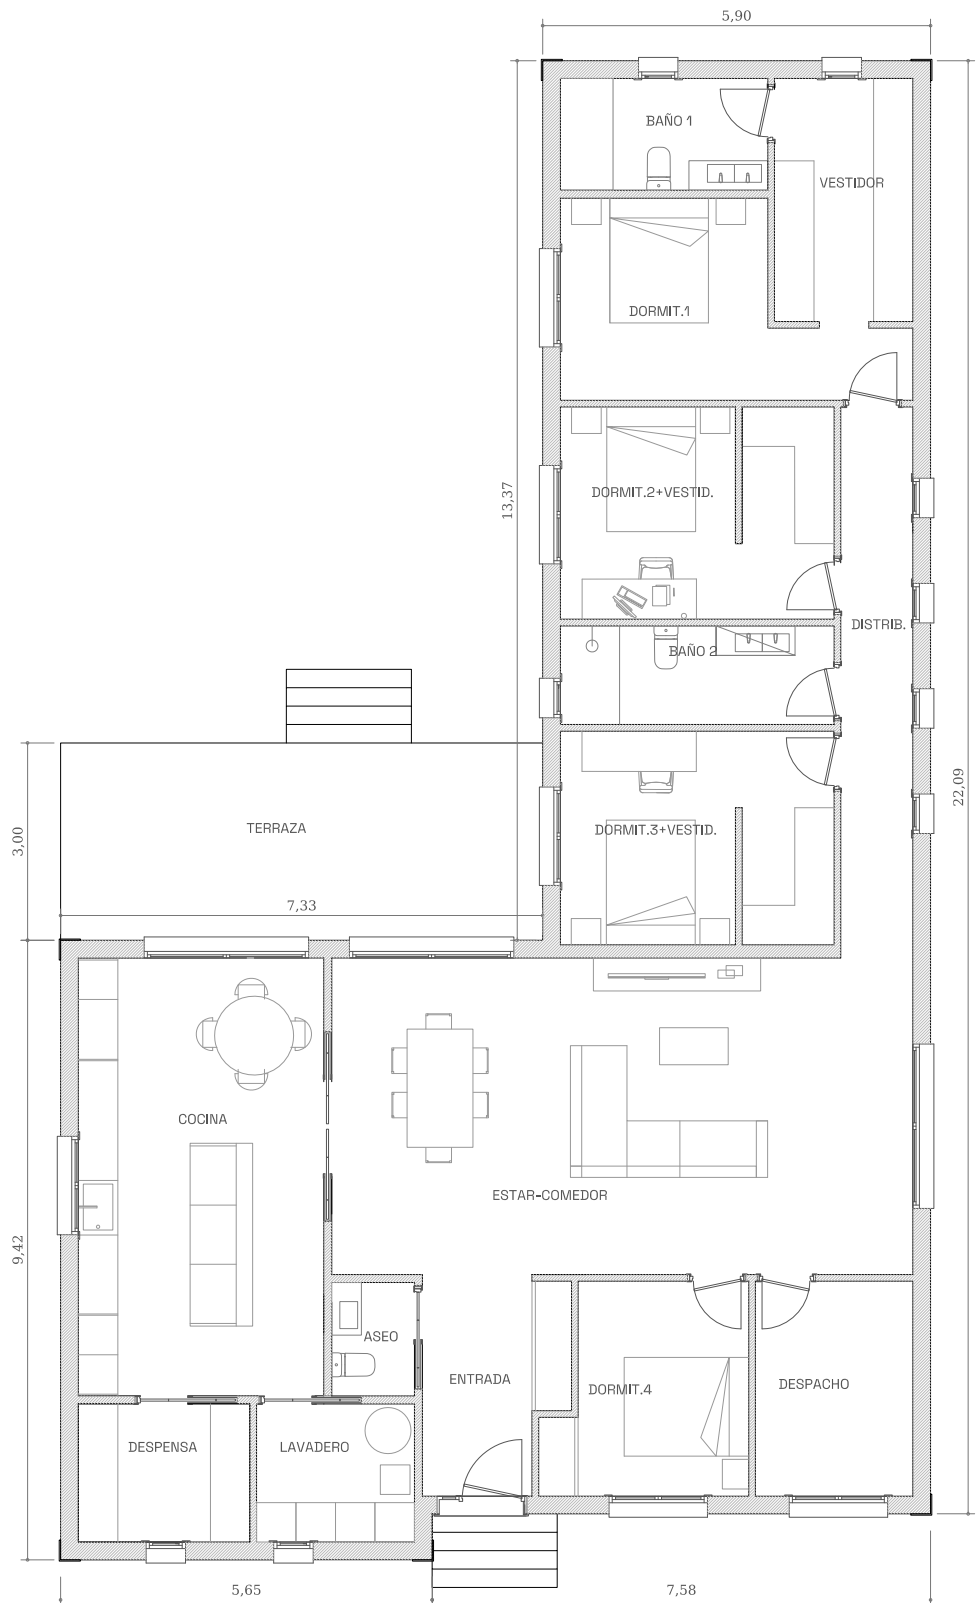 5,90
BAÑO 1
VESTIDOR
DORMIT.1
13,37
DORMIT.2+VESTID.
DISTRIB.
BAÑO 2
22,09
3,00
TERRAZA
DORMIT.3+VESTID.
7,33
COCINA
ESTAR-COMEDOR
9,42
ASEO
ENTRADA
DORMIT.4
DESPACHO
DESPENSA
LAVADERO
5,65
7,58